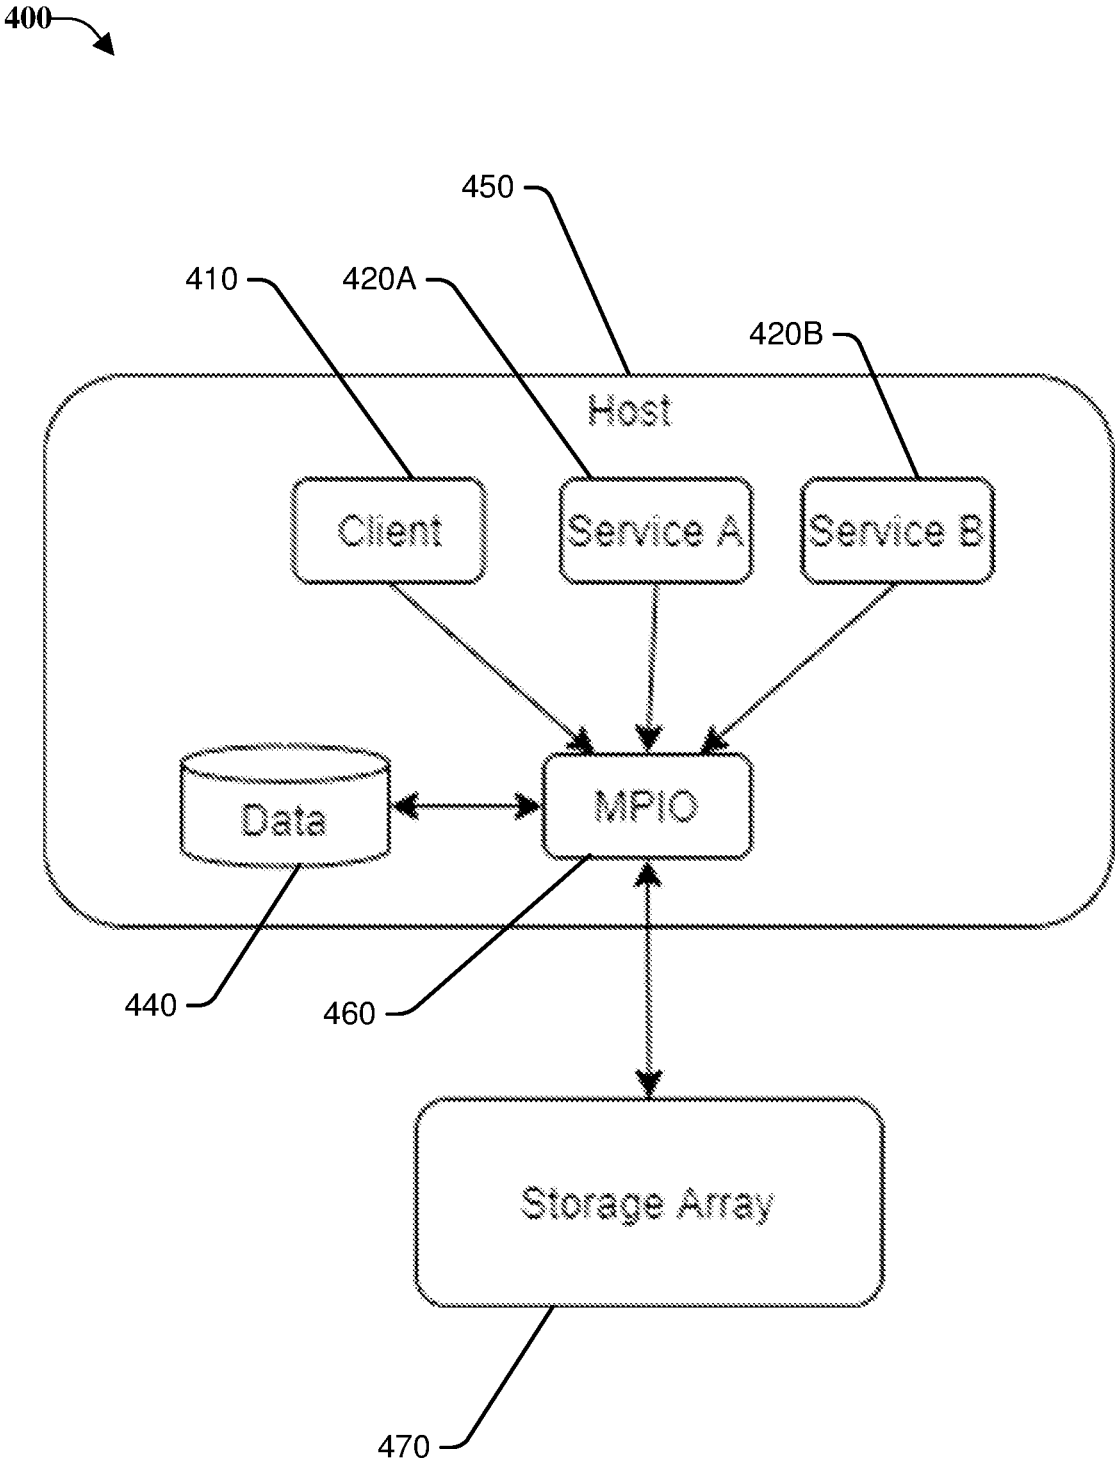 400
450
410
420A
420B
Host
Client
Service A
Service B
Data
MPIO
440
460
Storage Array
470